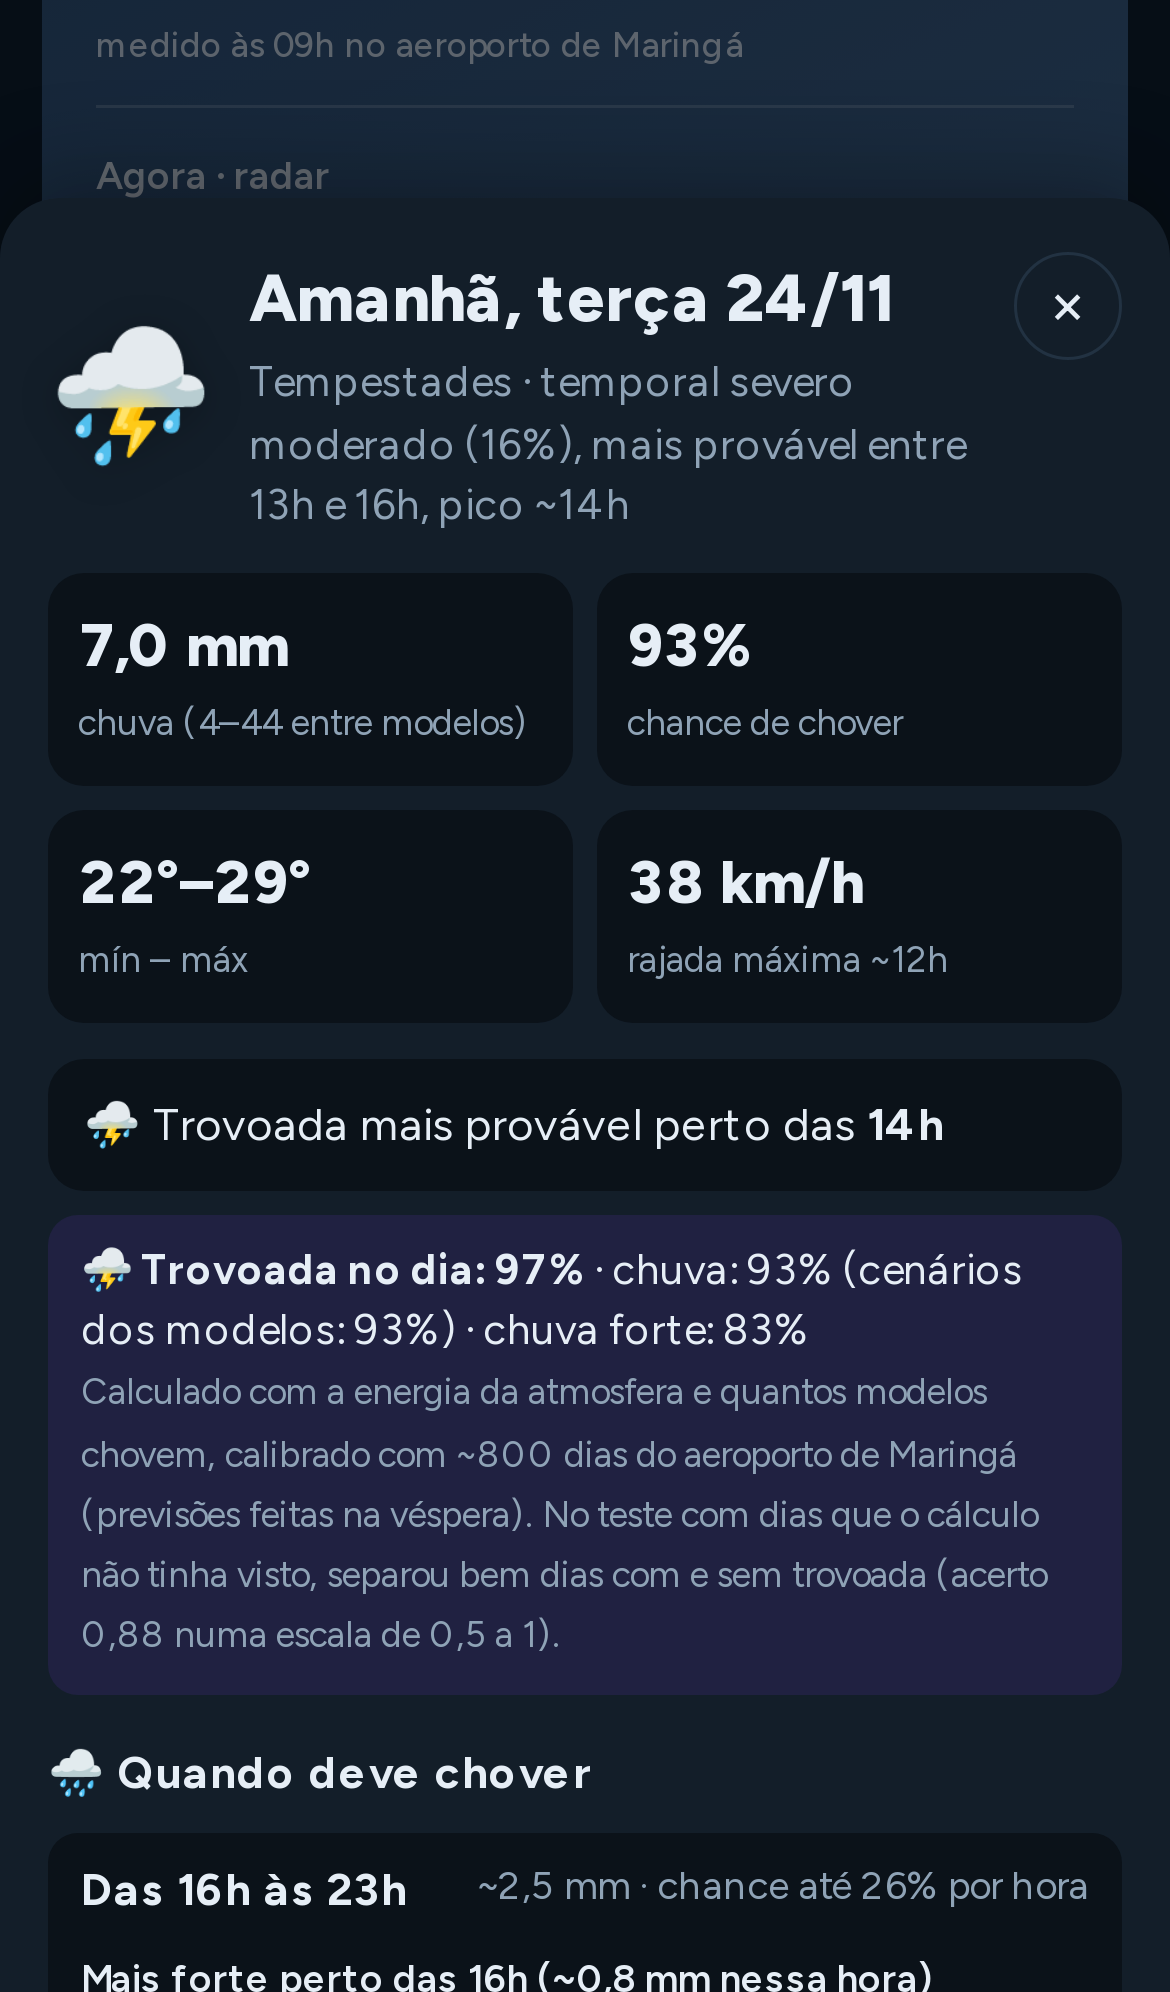 medido às 09h no aeroporto de Maringá
Agora · radar
Amanhã, terça 24/11
×
Tempestades · temporal severo
moderado (16%), mais provável entre
13h e 16h, pico ~14h
7,0 mm
chuva (4–44 entre modelos)
93%
chance de chover
22°–29°
mín – máx
38 km/h
rajada máxima ~12h
Trovoada mais provável perto das 14h
Trovoada no dia: 97% · chuva: 93% (cenários
dos modelos: 93%) · chuva forte: 83%
Calculado com a energia da atmosfera e quantos modelos
chovem, calibrado com ~800 dias do aeroporto de Maringá
(previsões feitas na véspera). No teste com dias que o cálculo
não tinha visto, separou bem dias com e sem trovoada (acerto
0,88 numa escala de 0,5 a 1).
Quando deve chover
Das 16h às 23h
~2,5 mm · chance até 26% por hora
Mais forte perto das 16h (~0,8 mm nessa hora)